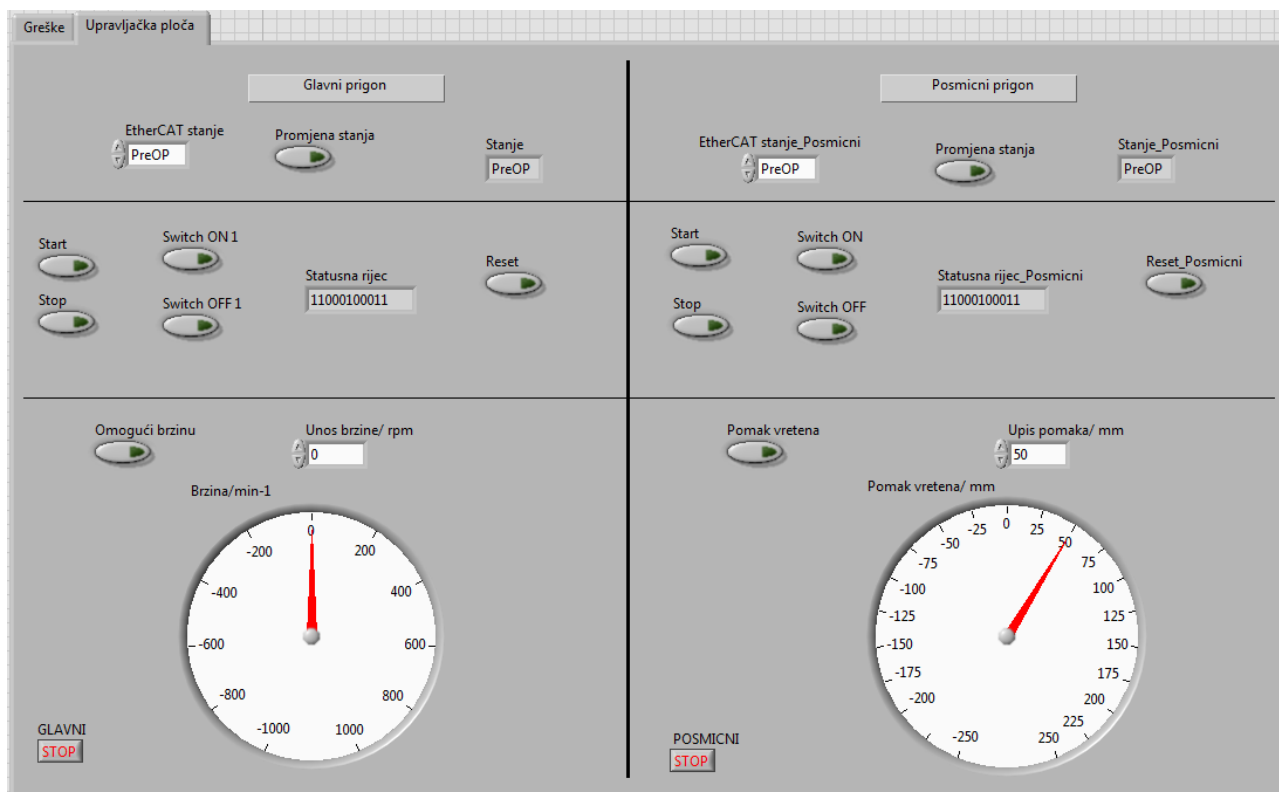 Greške
Upravljačka ploča
Glavni prigon
EtherCAT stanje
PreOP
Promjena stanja
Stanje
PreOP
Start
Switch ON 1
Stop
Switch OFF 1
Statusna rijec
11000100011
Reset
Omogući brzinu
Unos brzine/ rpm
0
Brzina/min-1
0
-200
200
-400
400
-600
600
-800
800
-1000
1000
GLAVNI
STOP
Posmicni prigon
EtherCAT stanje_Posmicni
PreOP
Promjena stanja
Stanje_Posmicni
PreOP
Start
Switch ON
Stop
Switch OFF
Statusna rijec_Posmicni
11000100011
Reset_Posmicni
Pomak vretena
Upis pomaka/ mm
50
Pomak vretena/ mm
-25
0
25
-50
50
-75
75
-100
100
-125
125
-150
150
-175
175
-200
200
225
-250
250
POSMICNI
STOP